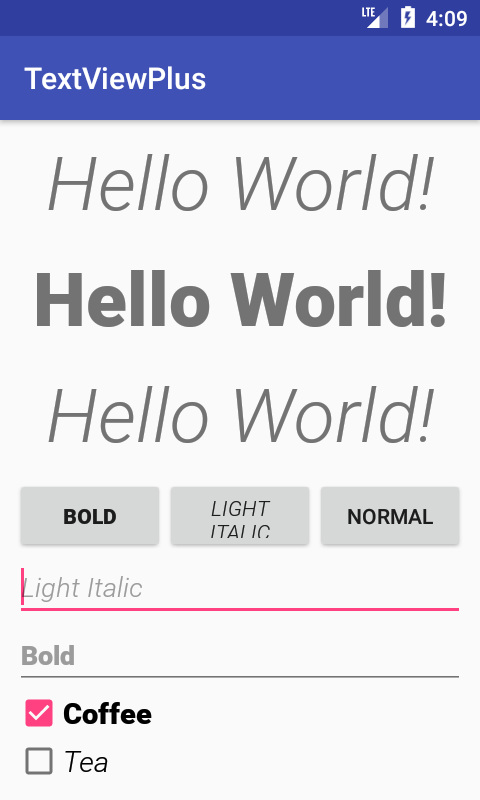 LTE 4:09
TextViewPlus
Hello World!
Hello World!
Hello World!
BOLD
LIGHT
ITALIC
NORMAL
Light Italic
Bold
Coffee
Tea